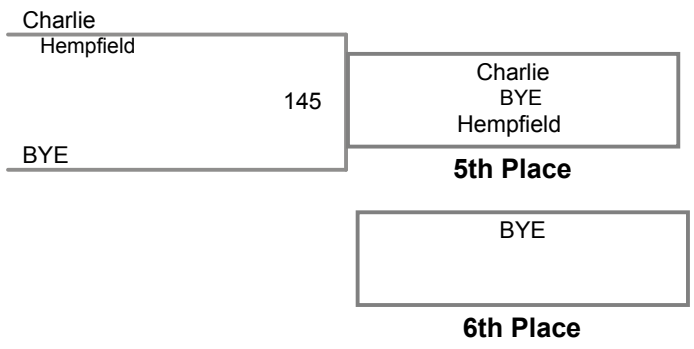 Charlie
Hempfield
145
BYE
Charlie
BYE
Hempfield
5th Place
BYE
6th Place